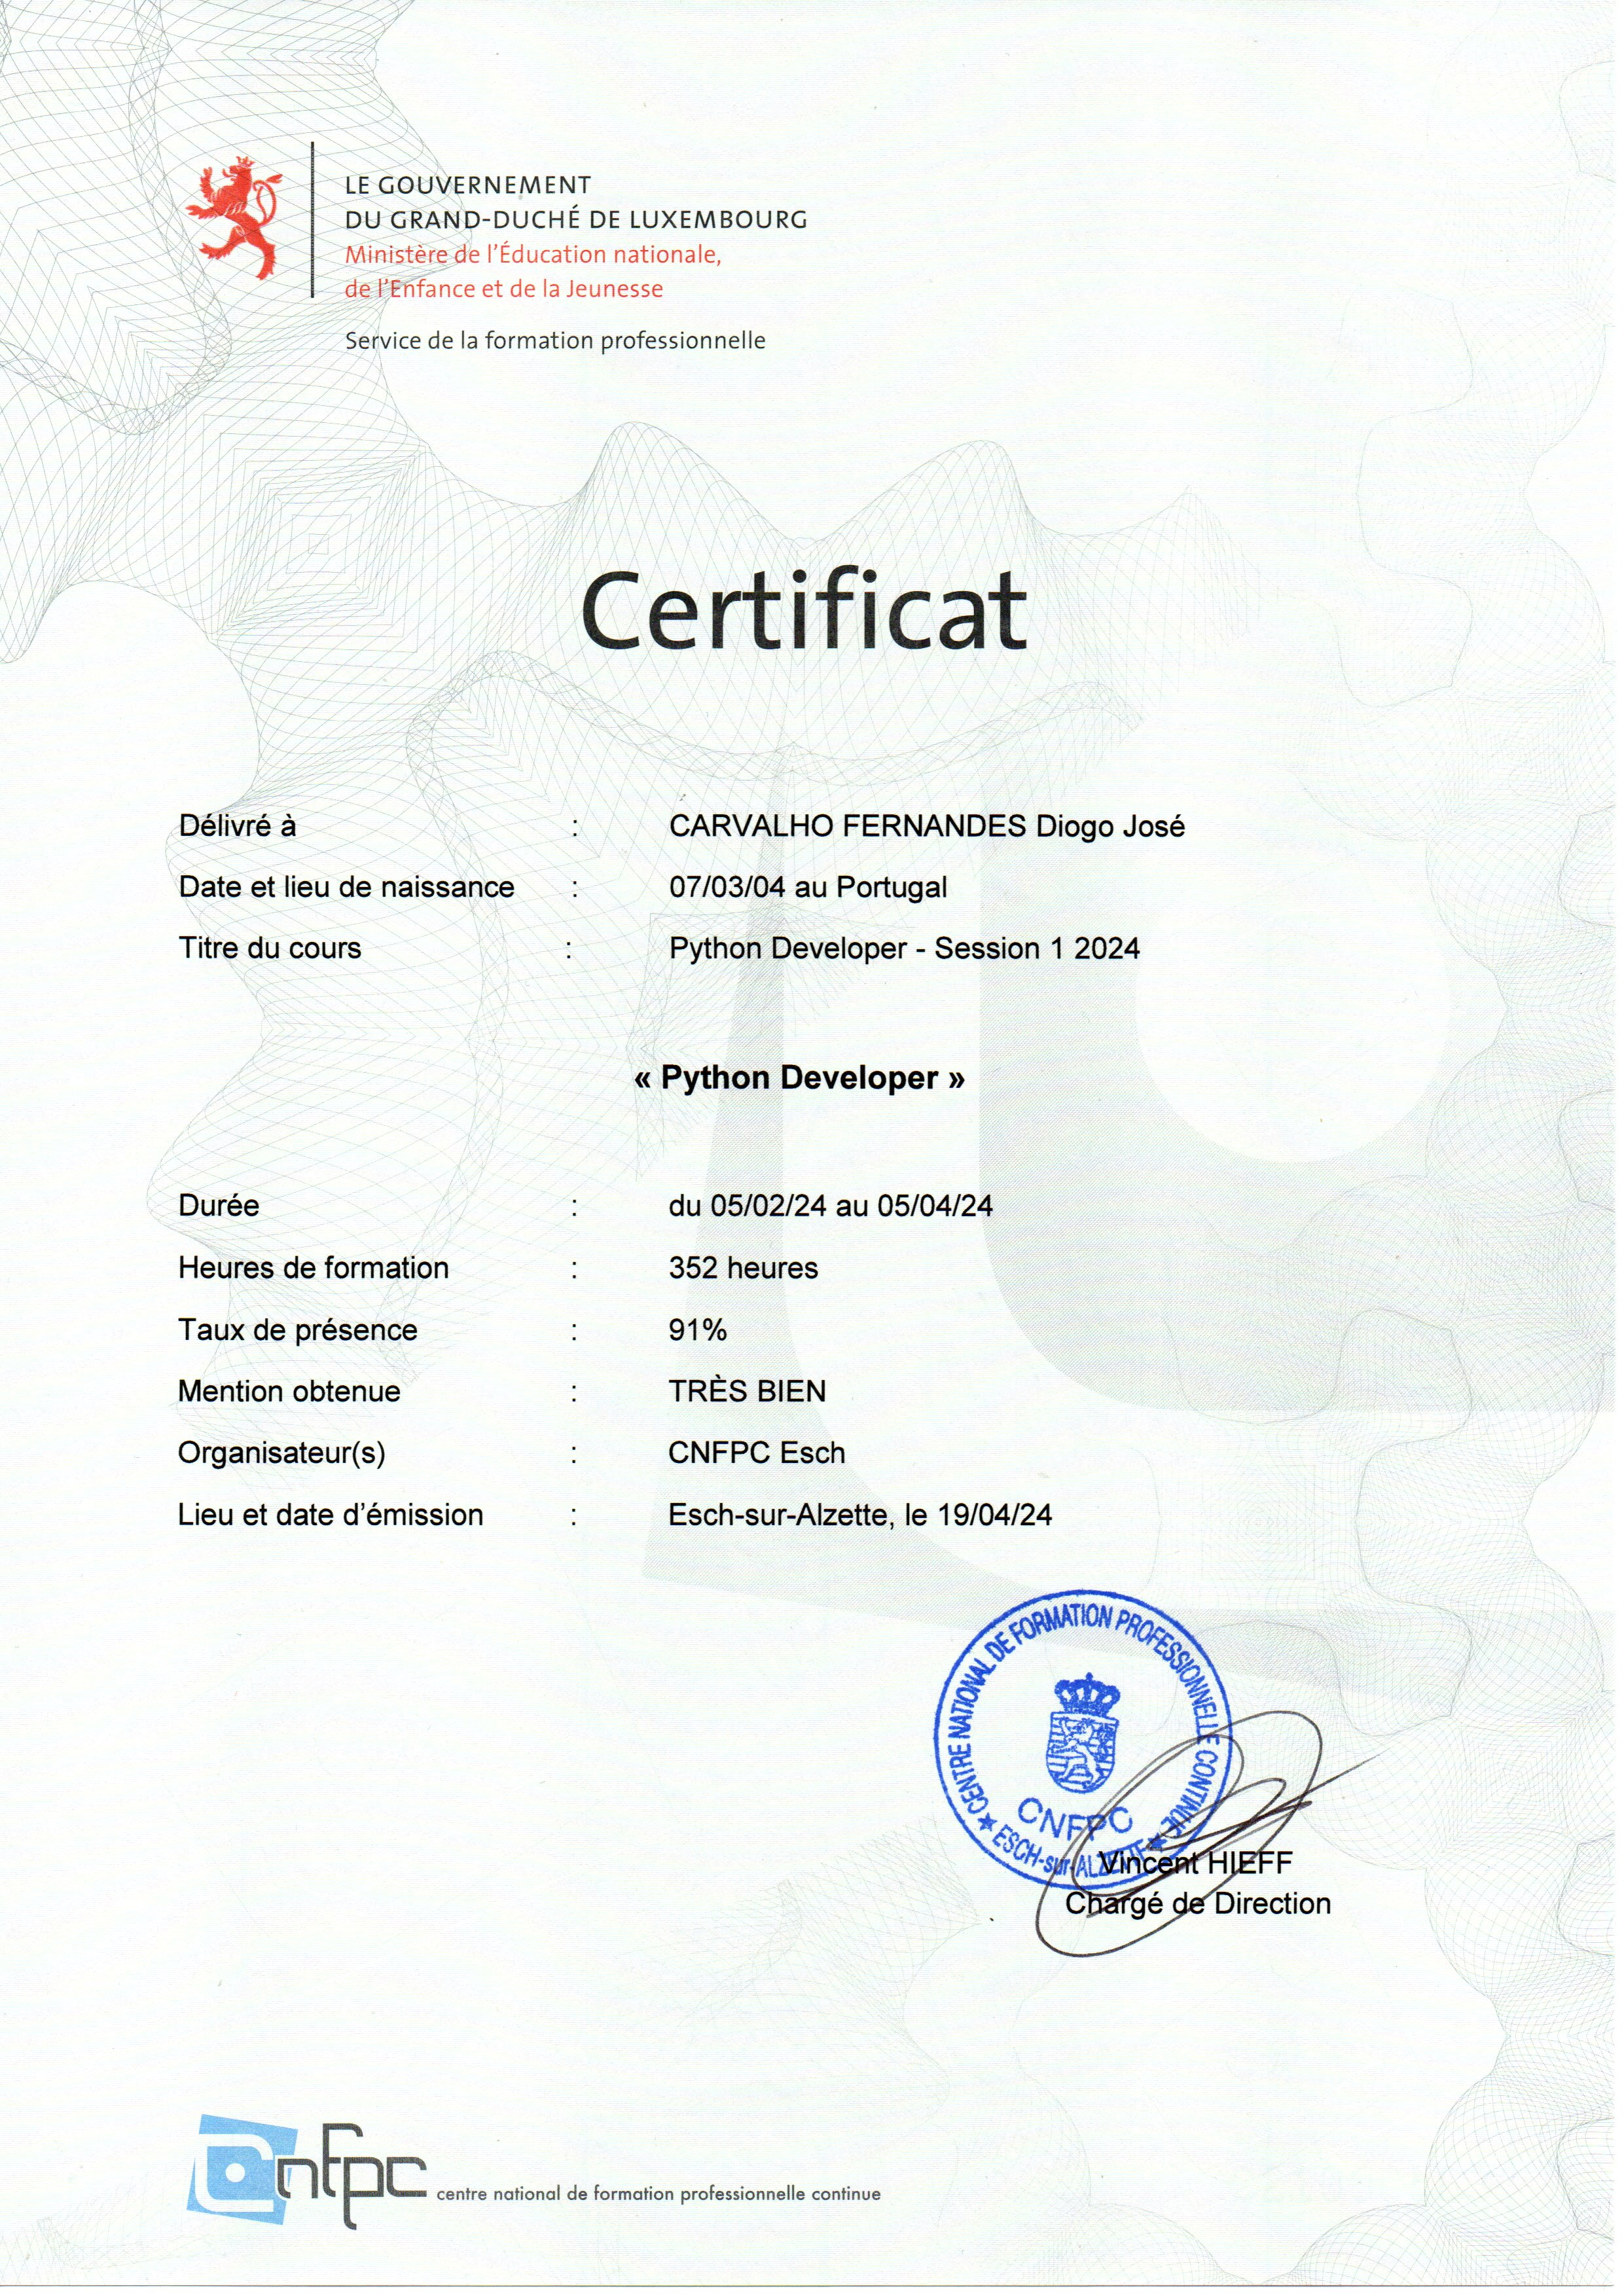 LE GOUVERNEMENT
DU GRAND-DUCHÉ DE LUXEMBOURG
Ministère de l'Éducation nationale,
de l'Enfance et de la Jeunesse
Service de la formation professionnelle
Certificat
Délivré à : CARVALHO FERNANDES Diogo José
Date et lieu de naissance : 07/03/04 au Portugal
Titre du cours : Python Developer - Session 1 2024
« Python Developer »
Durée : du 05/02/24 au 05/04/24
Heures de formation : 352 heures
Taux de présence : 91%
Mention obtenue : TRÈS BIEN
Organisateur(s) : CNFPC Esch
Lieu et date d’émission : Esch-sur-Alzette, le 19/04/24
CENTRE NATIONAL DE FORMATION PROFESSIONNELLE CONTINUE
CNFPC
ESCH-sur-ALZETTE
Vincent HIEFF
Chargé de Direction
cnfpc centre national de formation professionnelle continue